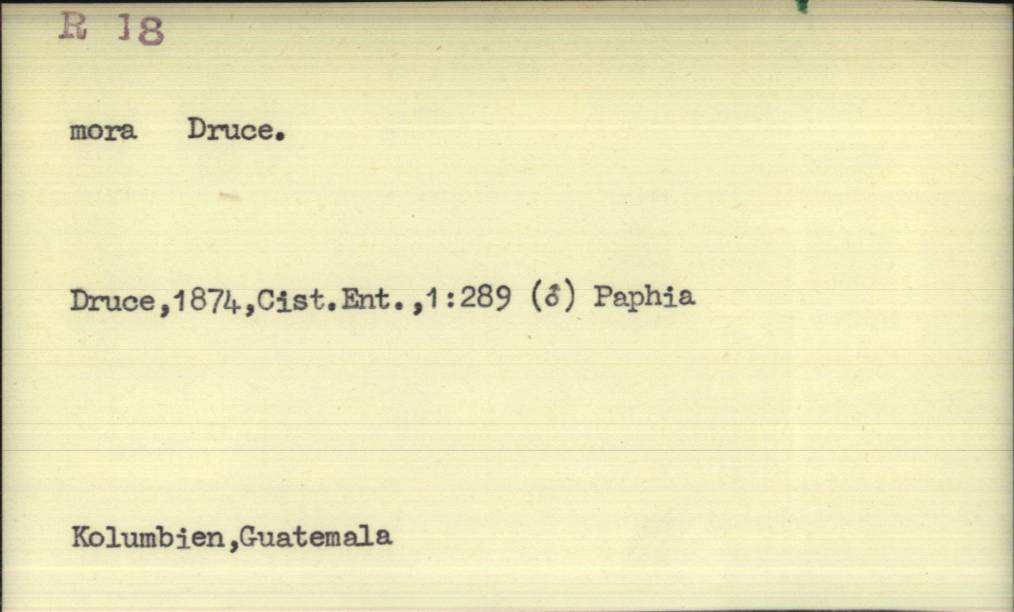 R 18
mora Druce.
Druce,1874,Cist.Ent.,1:289 (♂) Paphia
Kolumbien,Guatemala